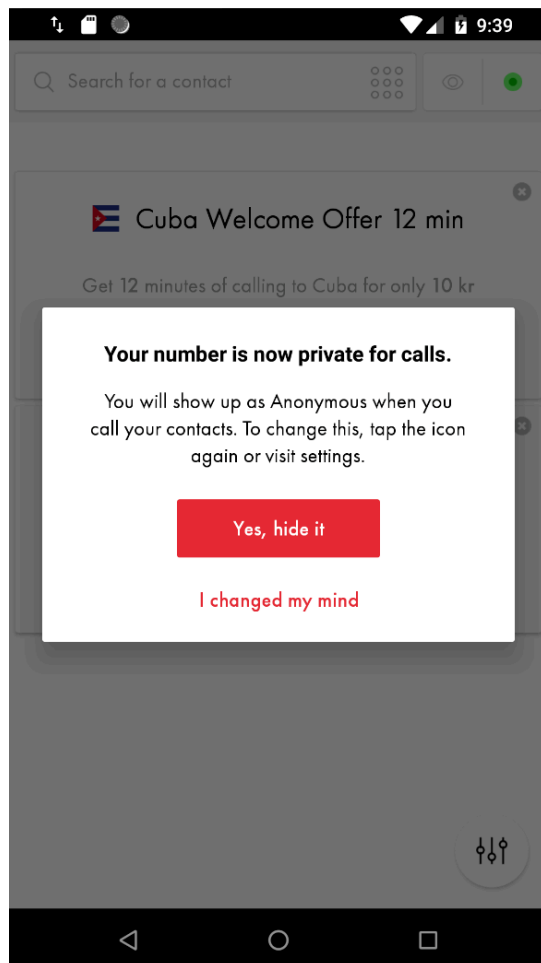 9:39
Search for a contact
Cuba Welcome Offer 12 min
Get 12 minutes of calling to Cuba for only 10 kr
Your number is now private for calls.
You will show up as Anonymous when you
call your contacts. To change this, tap the icon
again or visit settings.
Yes, hide it
I changed my mind